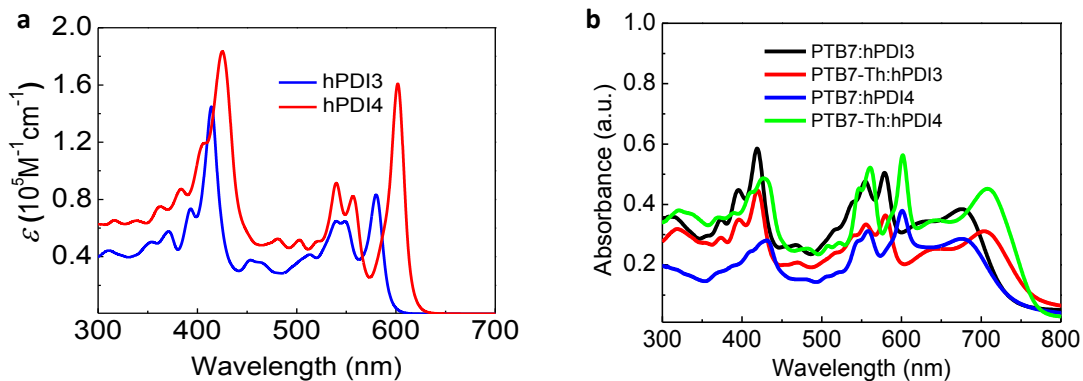 a
2.0
1.6
1.2
0.8
0.4
ε (10⁵M⁻¹cm⁻¹)
hPDI3
hPDI4
300 400 500 600 700
Wavelength (nm)
b
1.0
0.8
0.6
0.4
0.2
Absorbance (a.u.)
PTB7:hPDI3
PTB7-Th:hPDI3
PTB7:hPDI4
PTB7-Th:hPDI4
300 400 500 600 700 800
Wavelength (nm)